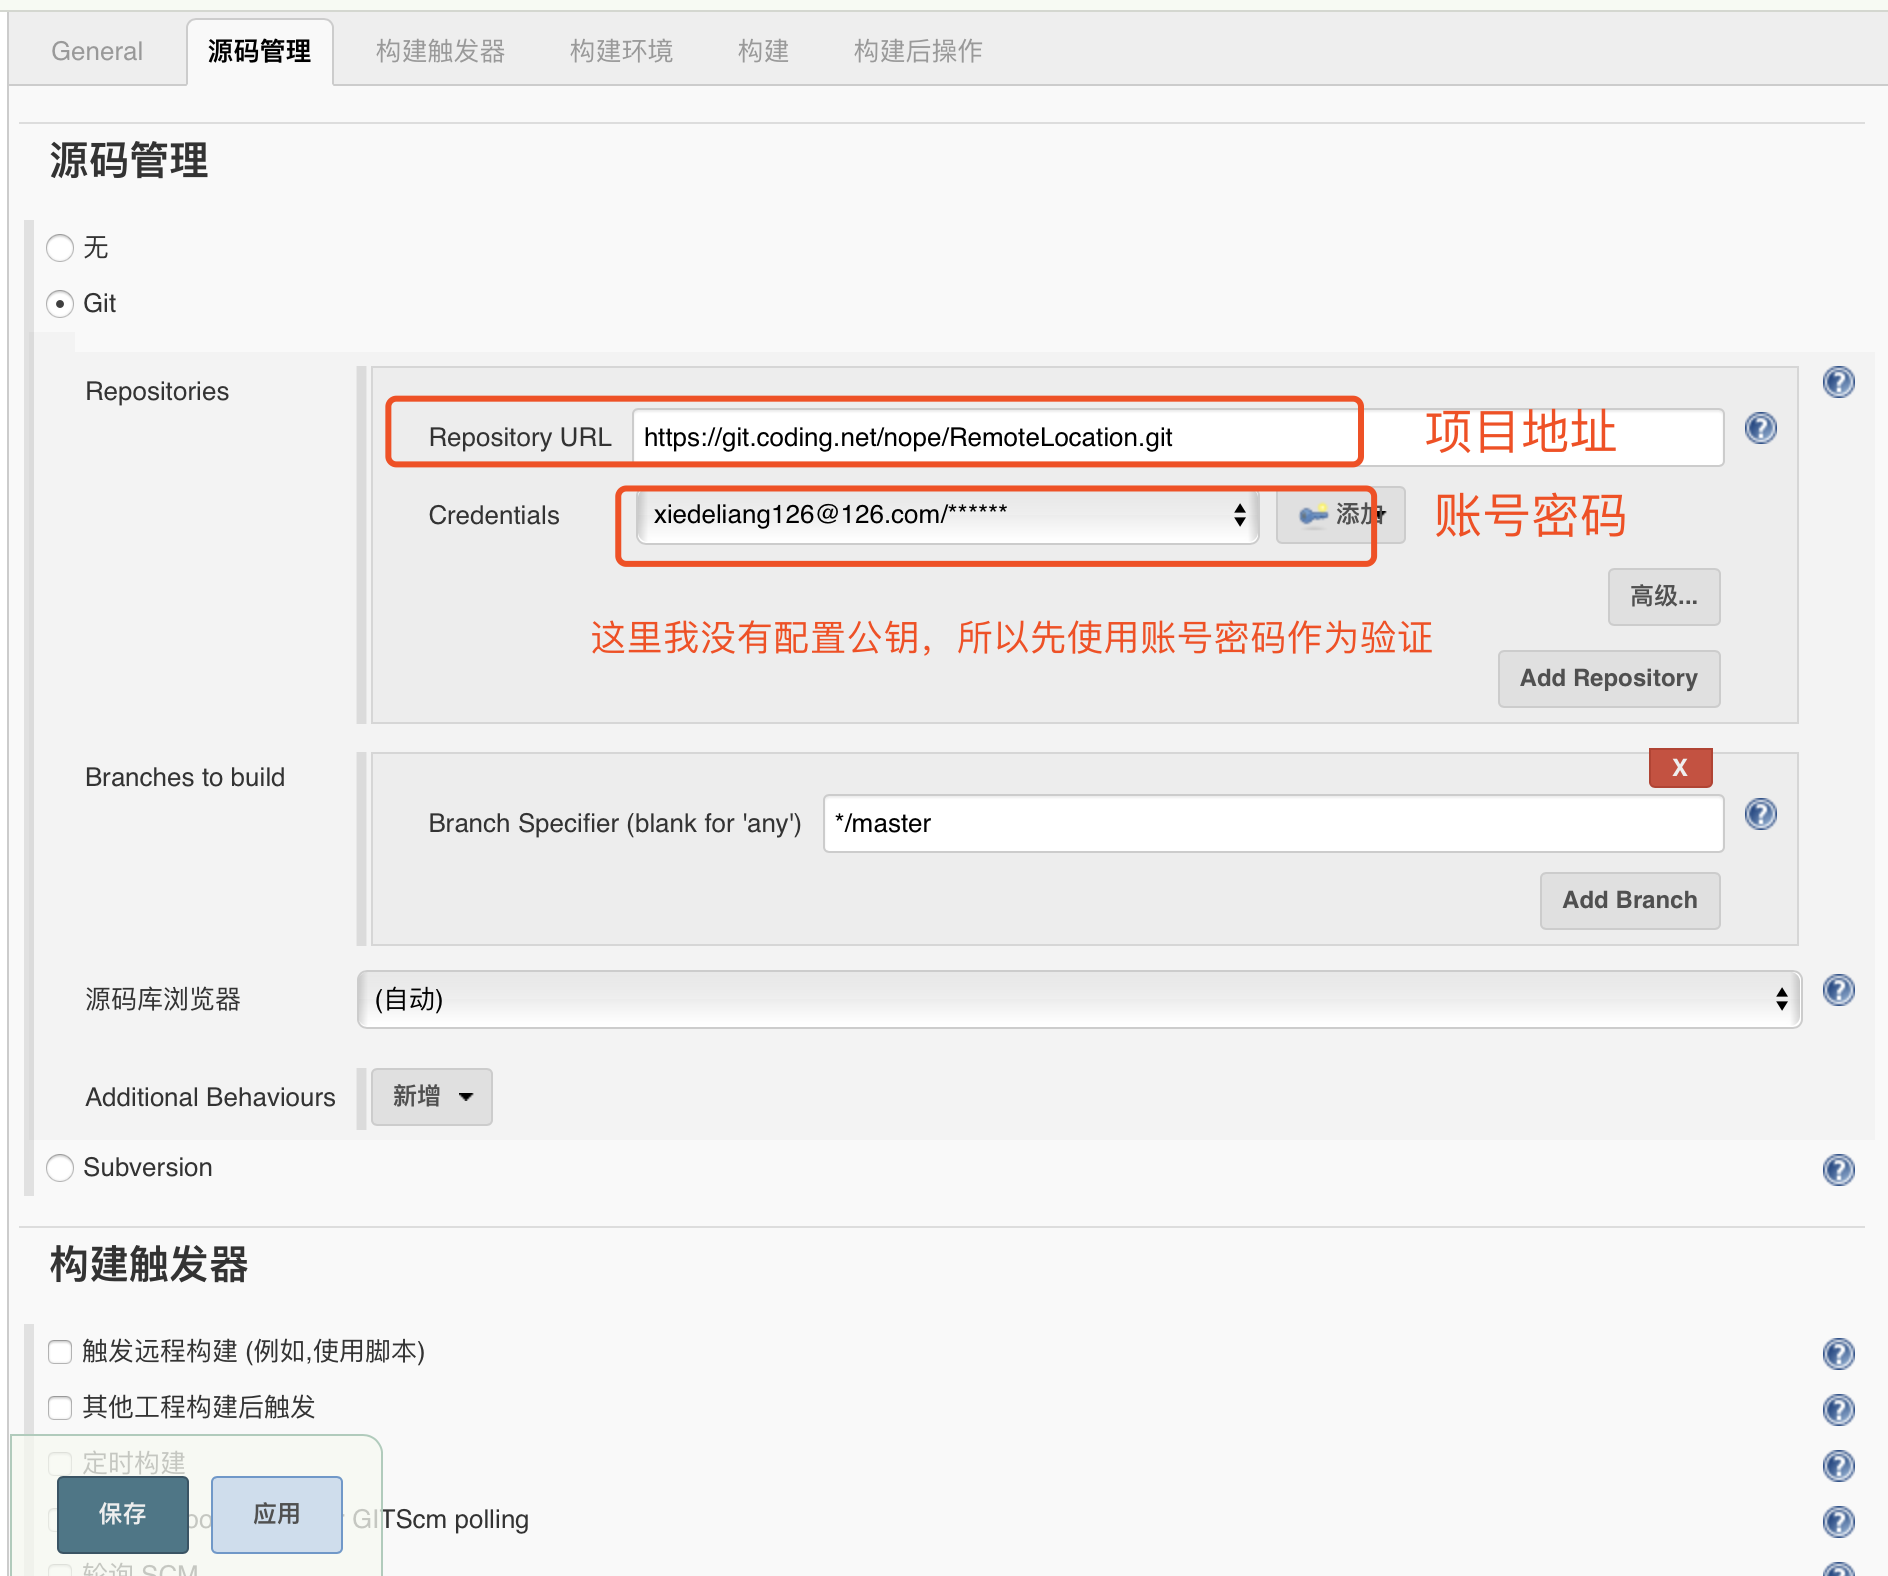 General 源码管理 构建触发器 构建环境 构建 构建后操作
源码管理
无
Git
Repositories
Repository URL https://git.coding.net/nope/RemoteLocation.git 项目地址
Credentials xiedeliang126@126.com/****** 添加 账号密码
高级...
这里我没有配置公钥，所以先使用账号密码作为验证
Add Repository
Branches to build
X
Branch Specifier (blank for 'any') */master
Add Branch
源码库浏览器 (自动)
Additional Behaviours 新增
Subversion
构建触发器
触发远程构建 (例如,使用脚本)
其他工程构建后触发
定时构建
保存 应用 GITScm polling
轮询 SCM